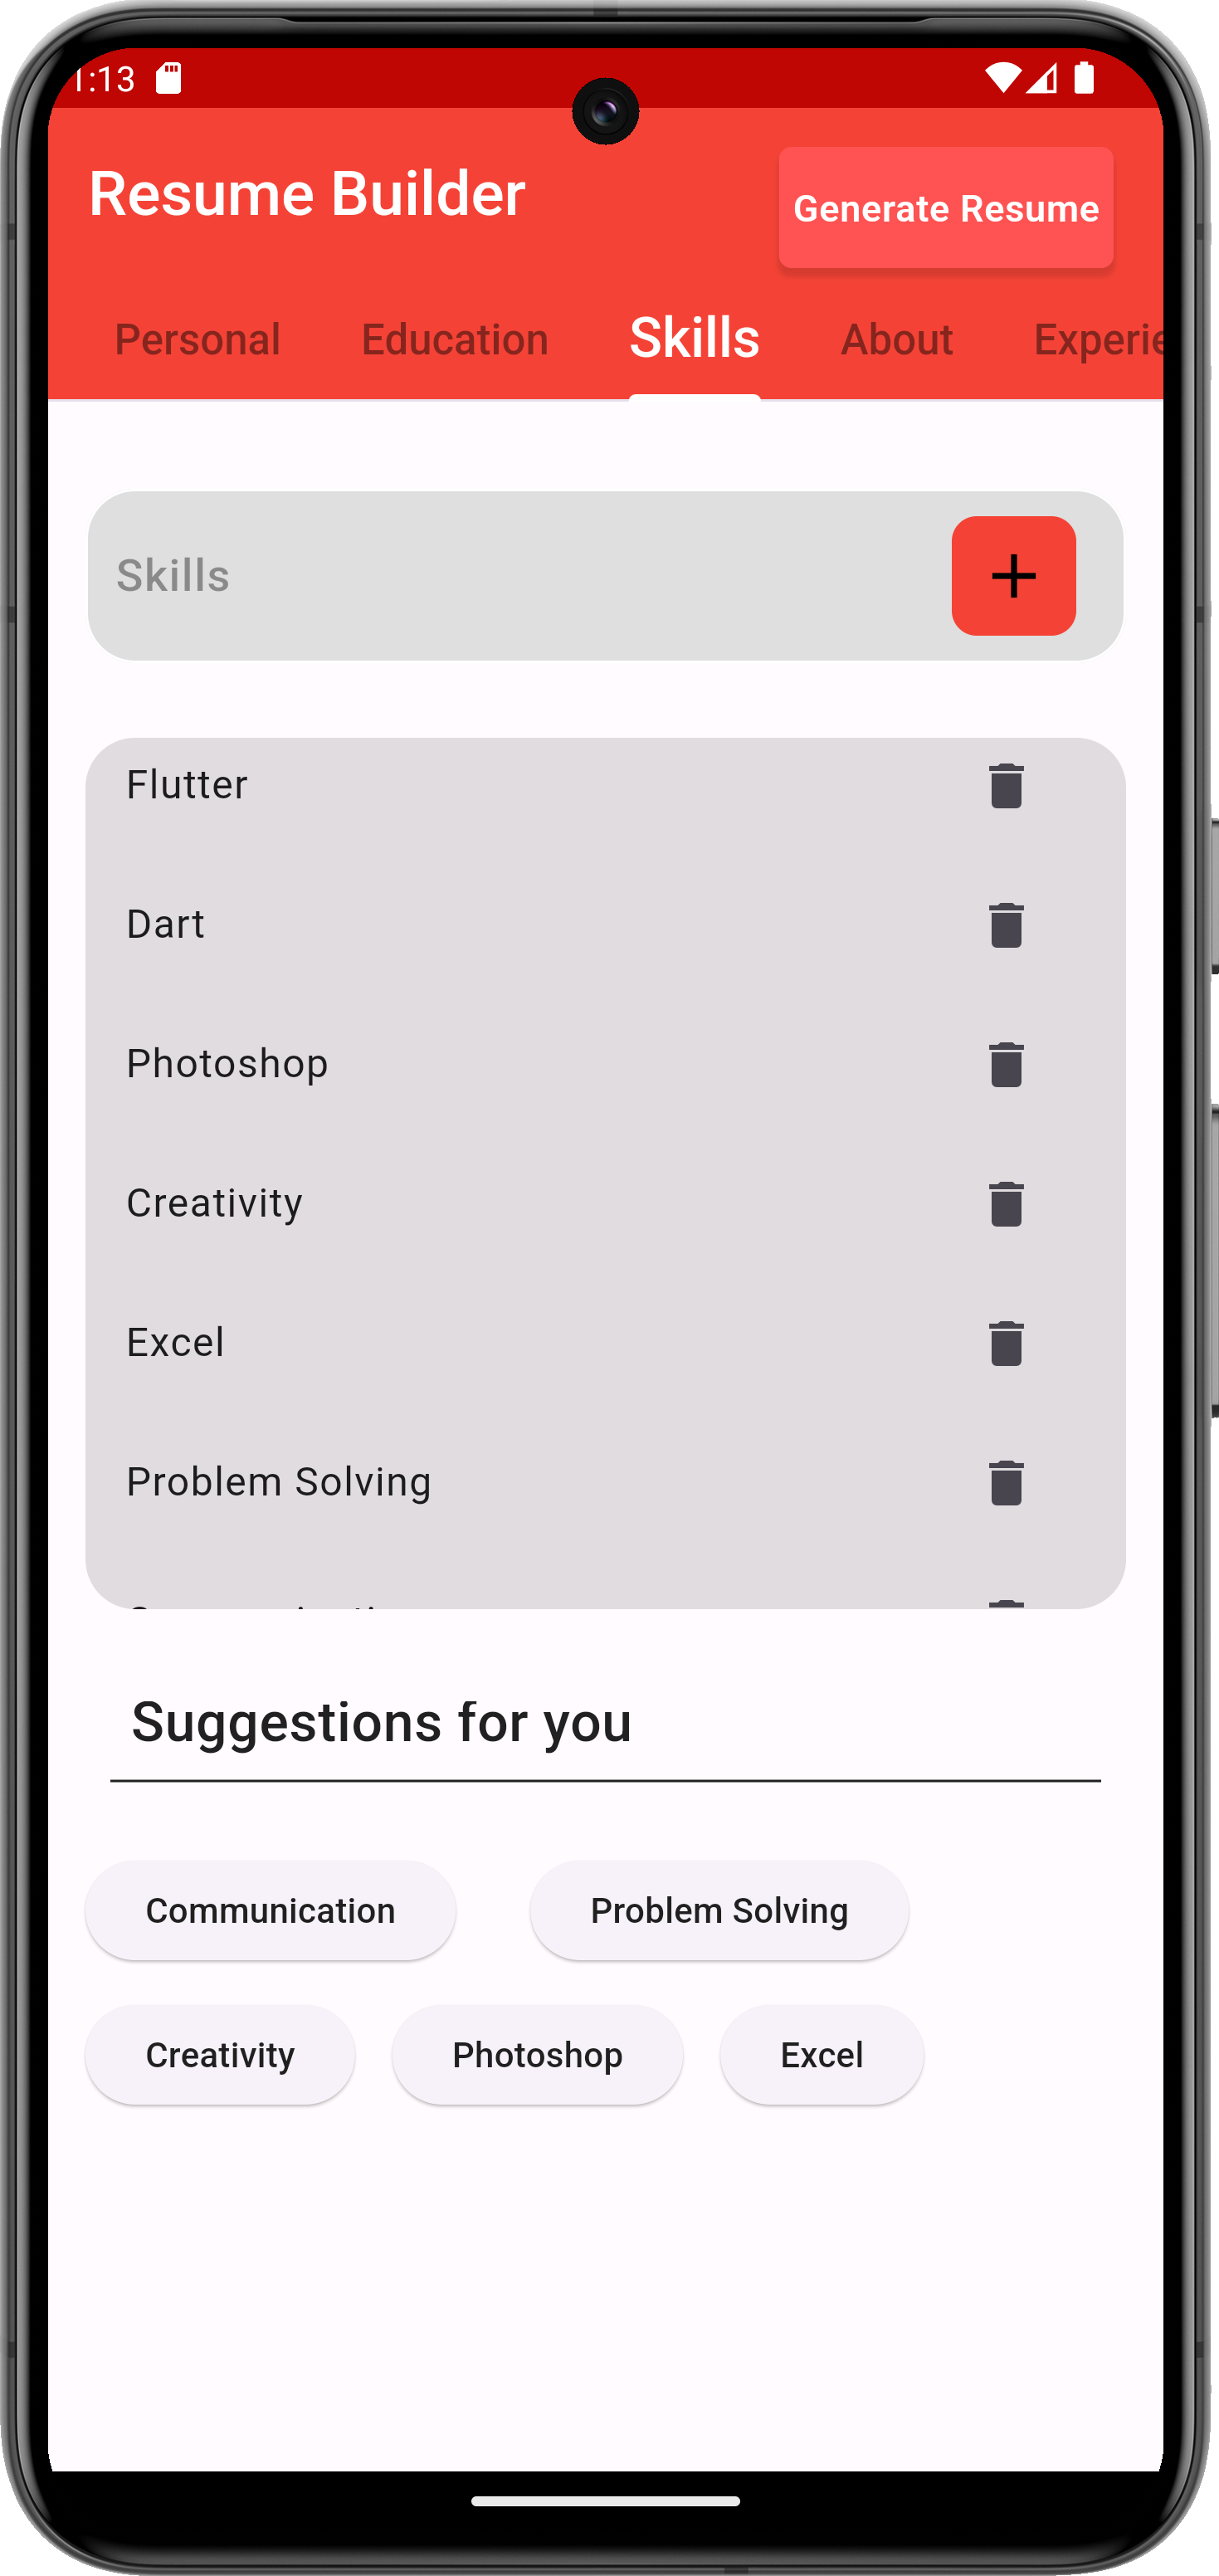 1:13
Resume Builder
Generate Resume
Personal Education Skills About Experie
Skills
Flutter
Dart
Photoshop
Creativity
Excel
Problem Solving
Suggestions for you
Communication Problem Solving
Creativity Photoshop Excel